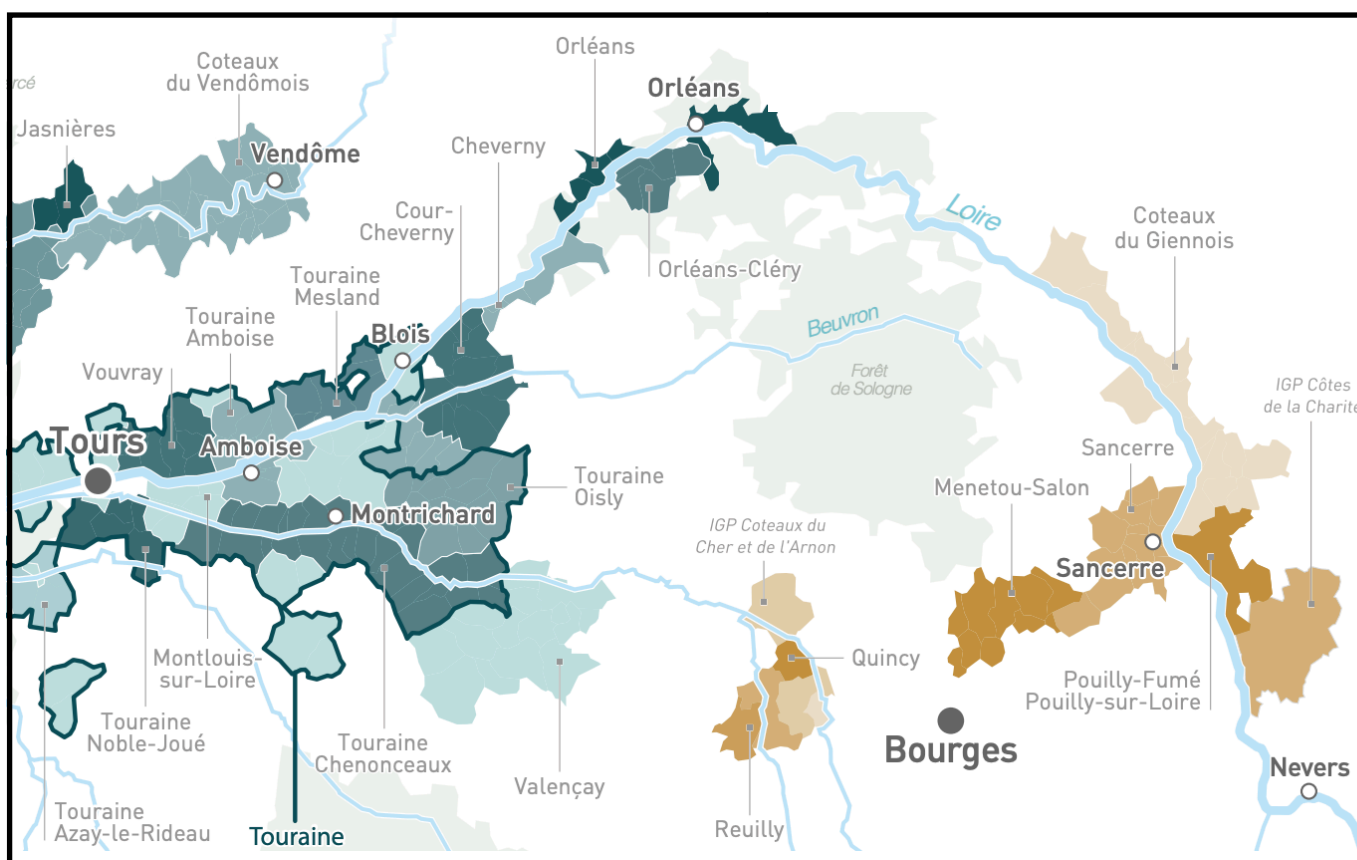 Coteaux
du Vendômois
Orléans
Orléans
rcé
Jasnières
Vendôme
Cheverny
Cour-
Cheverny
Loire
Coteaux
du Giennois
Orléans-Cléry
Touraine
Mesland
Touraine
Amboise
Blois
Beuvron
Vouvray
Forêt
de Sologne
IGP Côtes
de la Charité
Tours
Amboise
Sancerre
Touraine
Oisly
Menetou-Salon
Montrichard
IGP Coteaux du
Cher et de l'Arnon
Sancerre
Montlouis-
sur-Loire
Quincy
Pouilly-Fumé
Pouilly-sur-Loire
Touraine
Noble-Joué
Touraine
Chenonceaux
Bourges
Valençay
Nevers
Touraine
Azay-le-Rideau
Touraine
Reuilly